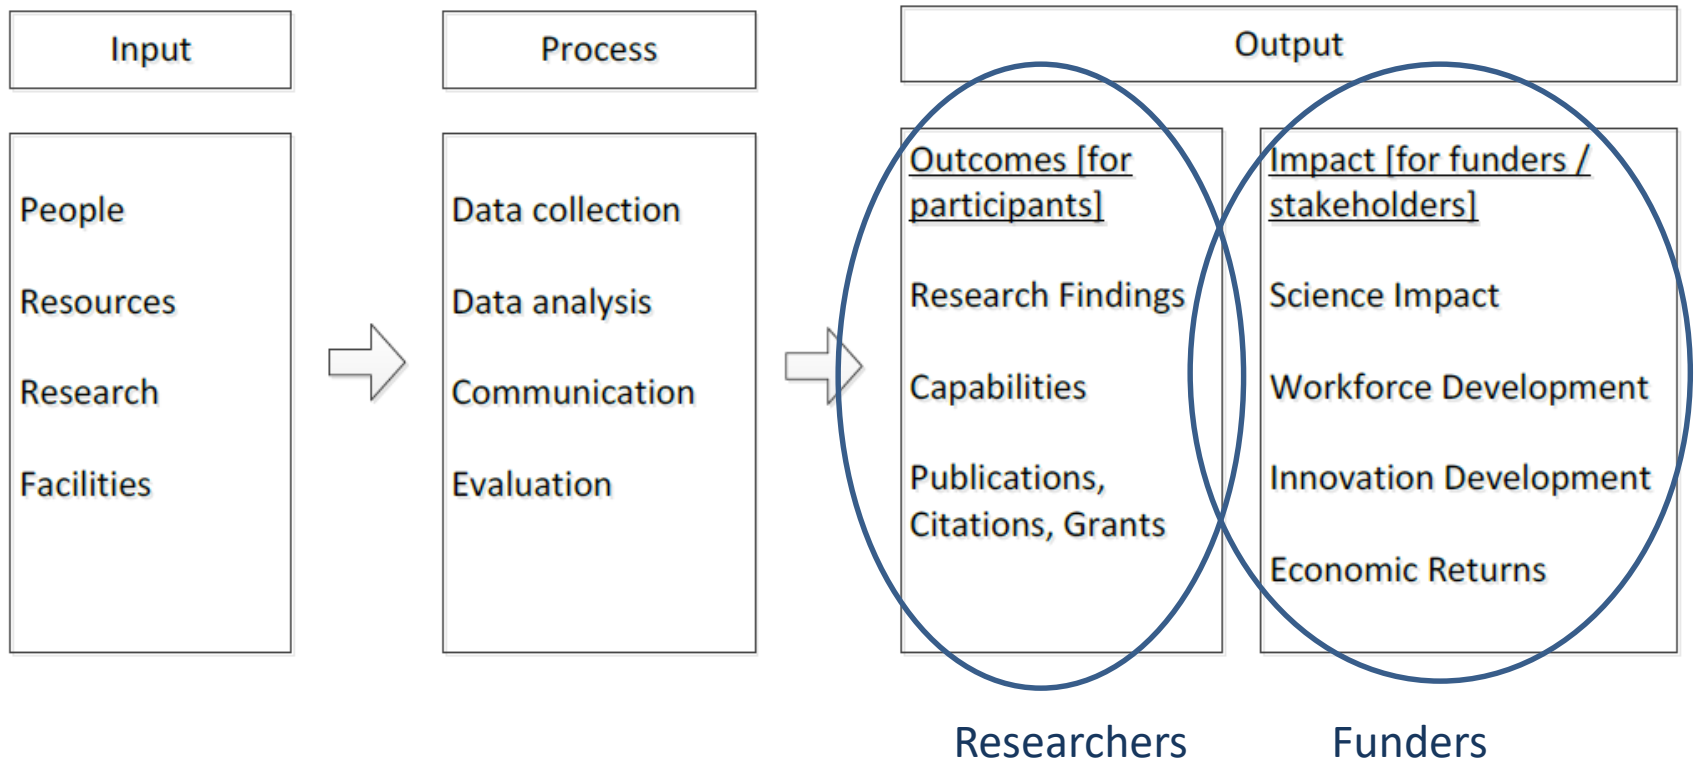 Input
People
Resources
Research
Facilities
Process
Data collection
Data analysis
Communication
Evaluation
Output
Outcomes [for
participants]
Research Findings
Capabilities
Publications,
Citations, Grants
Impact [for funders /
stakeholders]
Science Impact
Workforce Development
Innovation Development
Economic Returns
Researchers
Funders